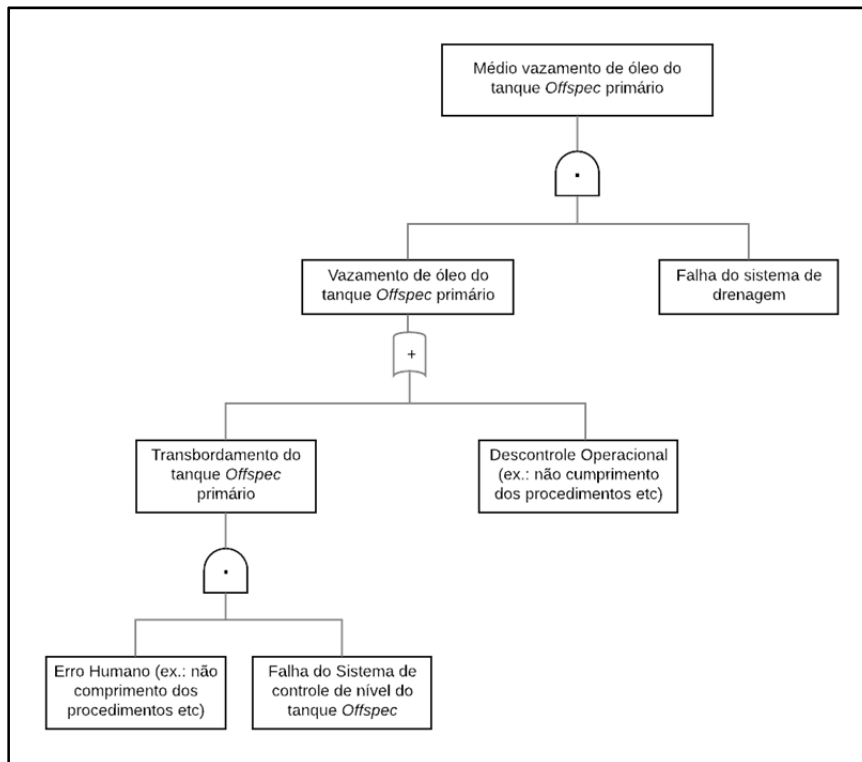 Médio vazamento de óleo do
tanque Offspec primário
.
Vazamento de óleo do
tanque Offspec primário
Falha do sistema de
drenagem
+
Transbordamento do
tanque Offspec
primário
Descontrole Operacional
(ex.: não cumprimento
dos procedimentos etc)
.
Erro Humano (ex.: não
comprimento dos
procedimentos etc)
Falha do Sistema de
controle de nível do
tanque Offspec